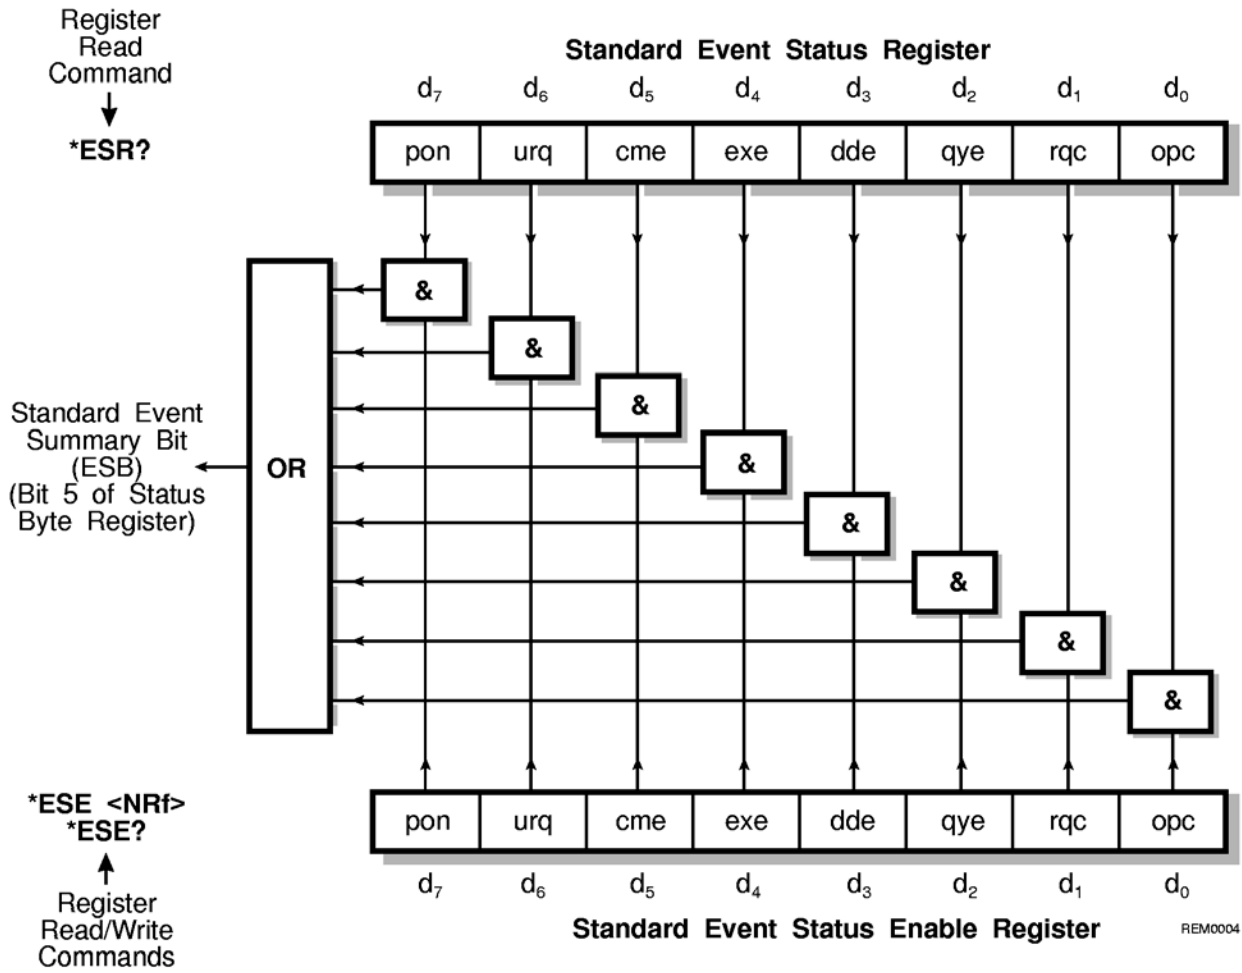 Register
Read
Command
*ESR?
Standard Event Status Register
d7 d6 d5 d4 d3 d2 d1 d0
pon urq cme exe dde qye rqc opc
&
&
&
&
&
&
&
&
OR
Standard Event
Summary Bit
(ESB)
(Bit 5 of Status
Byte Register)
*ESE <NRf>
*ESE?
Register
Read/Write
Commands
pon urq cme exe dde qye rqc opc
d7 d6 d5 d4 d3 d2 d1 d0
Standard Event Status Enable Register
REM0004